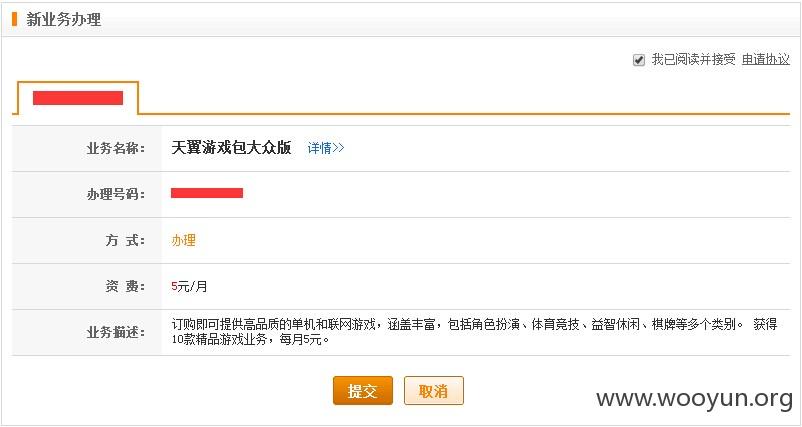 新业务办理
我已阅读并接受 申请协议
业务名称: 天翼游戏包大众版 详情>>
办理号码:
方 式: 办理
资 费: 5元/月
业务描述: 订购即可提供高品质的单机和联网游戏，涵盖丰富，包括角色扮演、体育竞技、益智休闲、棋牌等多个类别。 获得
10款精品游戏业务，每月5元。
提交 取消
www.wooyun.org